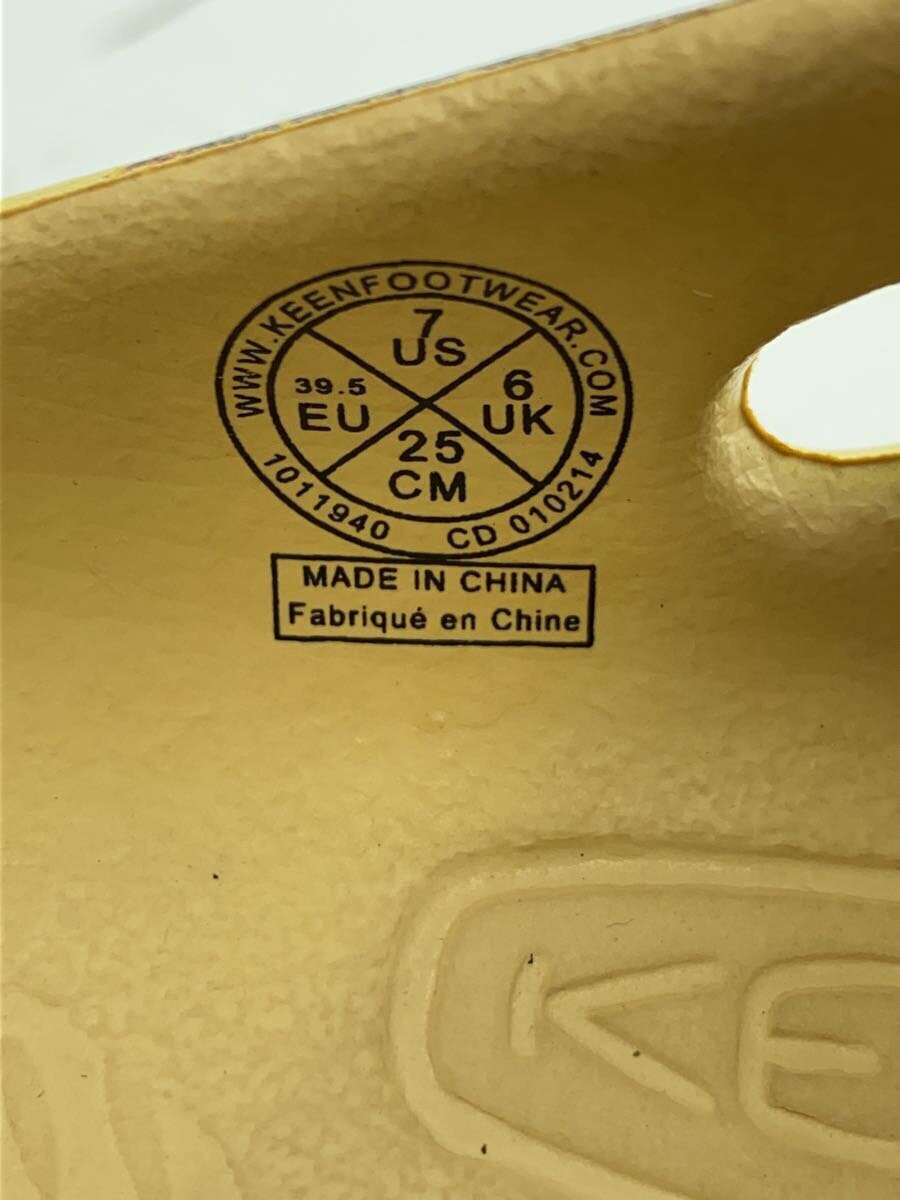 WWW.KEENFOOTWEAR.COM
7
US
39.5
EU
6
UK
25
CM
1011940 CD 010214
MADE IN CHINA
Fabriqué en Chine
KE